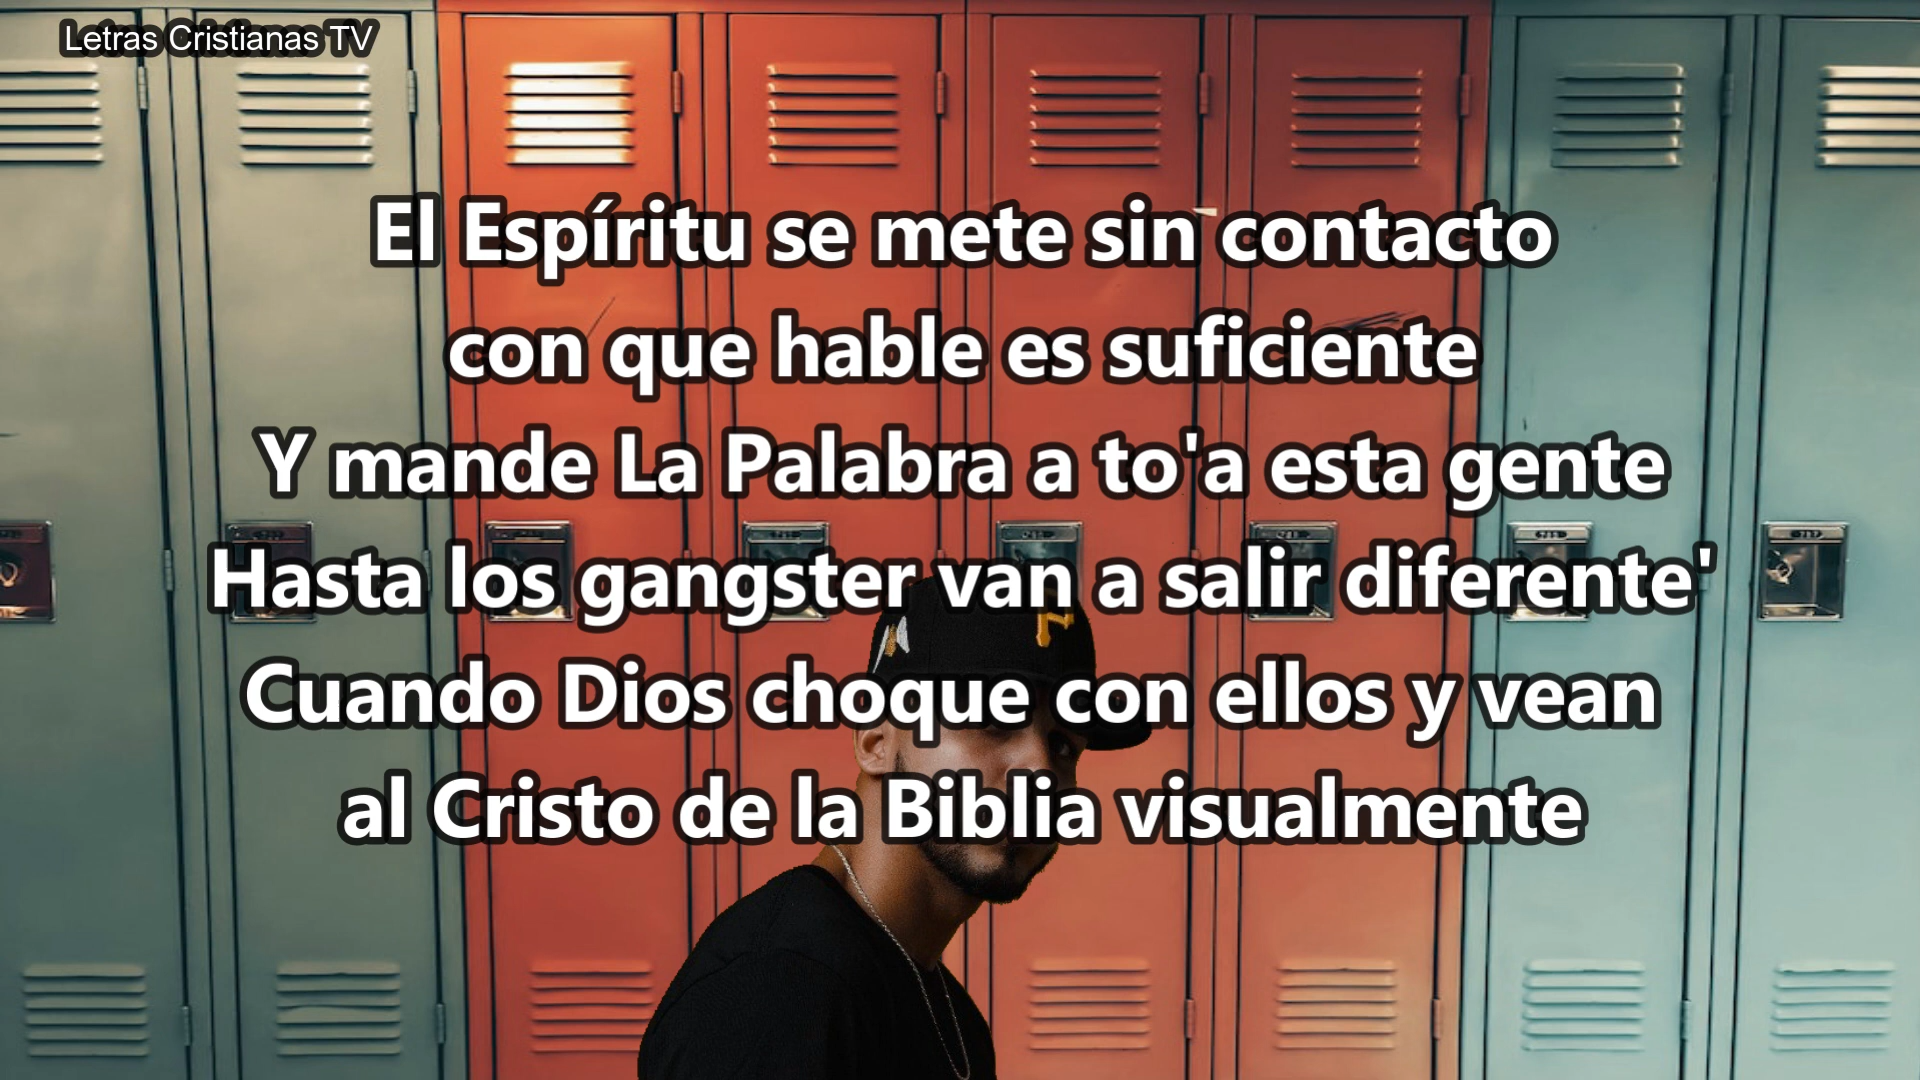 Letras Cristianas TV
El Espíritu se mete sin contacto
con que hable es suficiente
Y mande La Palabra a to'a esta gente
Hasta los gangster van a salir diferente'
Cuando Dios choque con ellos y vean
al Cristo de la Biblia visualmente